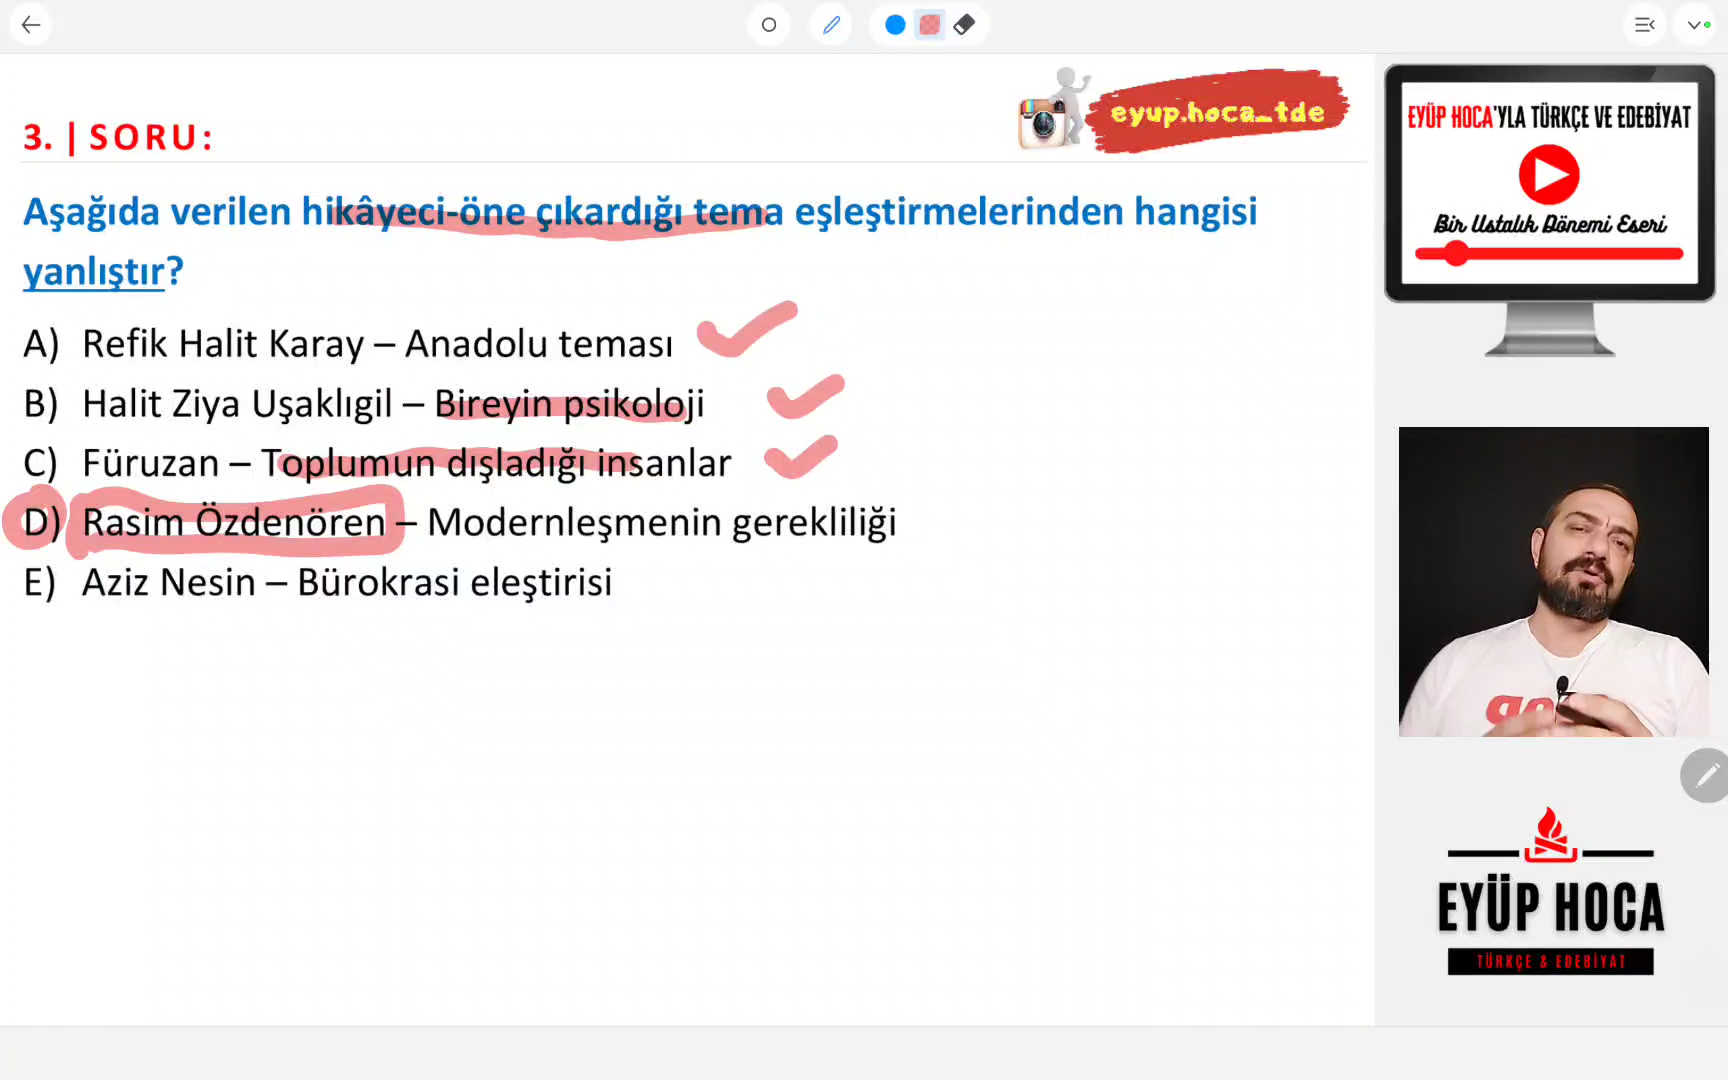 3. | SORU:
eyup.hoca_tde
Aşağıda verilen hikâyeci-öne çıkardığı tema eşleştirmelerinden hangisi
yanlıştır?
A) Refik Halit Karay – Anadolu teması
B) Halit Ziya Uşaklıgil – Bireyin psikoloji
C) Füruzan – Toplumun dışladığı insanlar
D) Rasim Özdenören – Modernleşmenin gerekliliği
E) Aziz Nesin – Bürokrasi eleştirisi
EYÜP HOCA'YLA TÜRKÇE VE EDEBİYAT
Bir Ustalık Dönemi Eseri
EYÜP HOCA
TÜRKÇE & EDEBİYAT